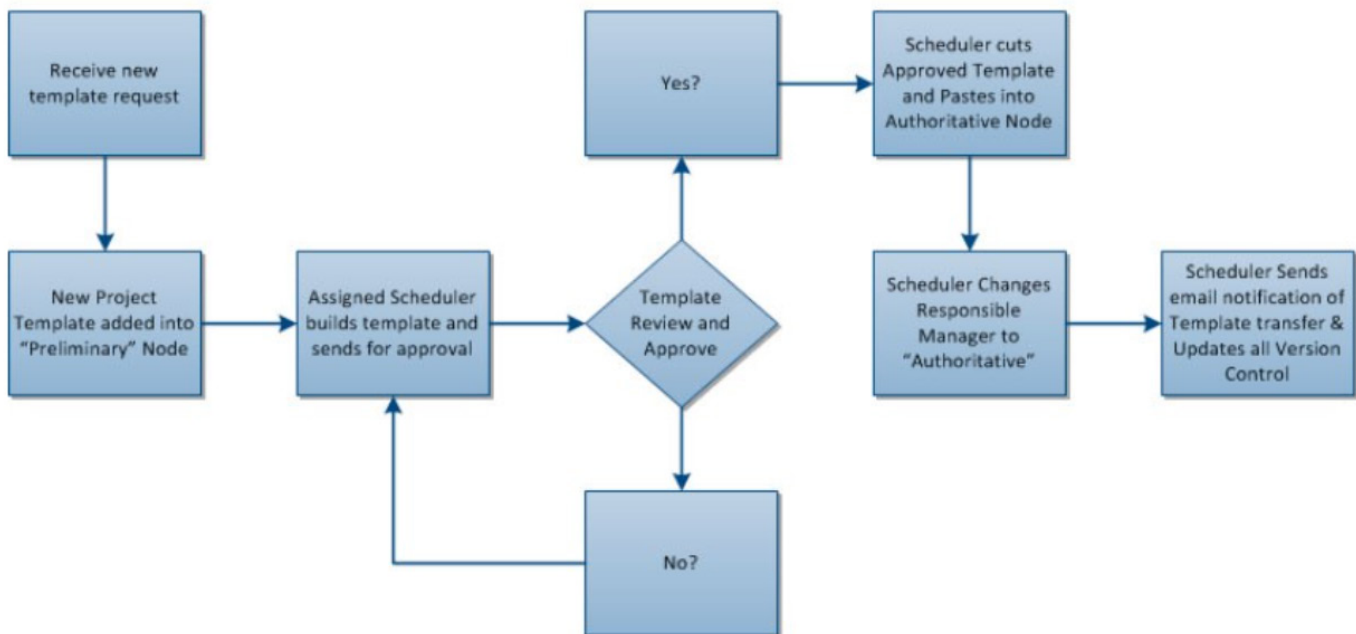 Receive new
template request
New Project
Template added into
“Preliminary” Node
Assigned Scheduler
builds template and
sends for approval
Template
Review and
Approve
Yes?
No?
Scheduler cuts
Approved Template
and Pastes into
Authoritative Node
Scheduler Changes
Responsible
Manager to
“Authoritative”
Scheduler Sends
email notification of
Template transfer &
Updates all Version
Control